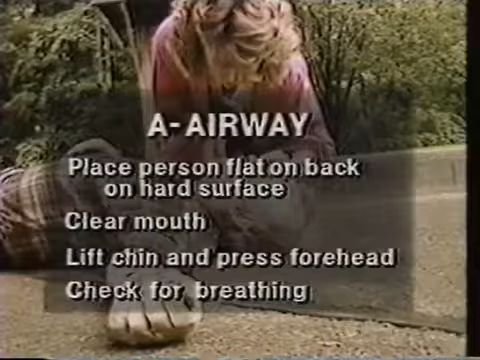 A-AIRWAY
Place person flat on back
on hard surface
Clear mouth
Lift chin and press forehead
Check for breathing